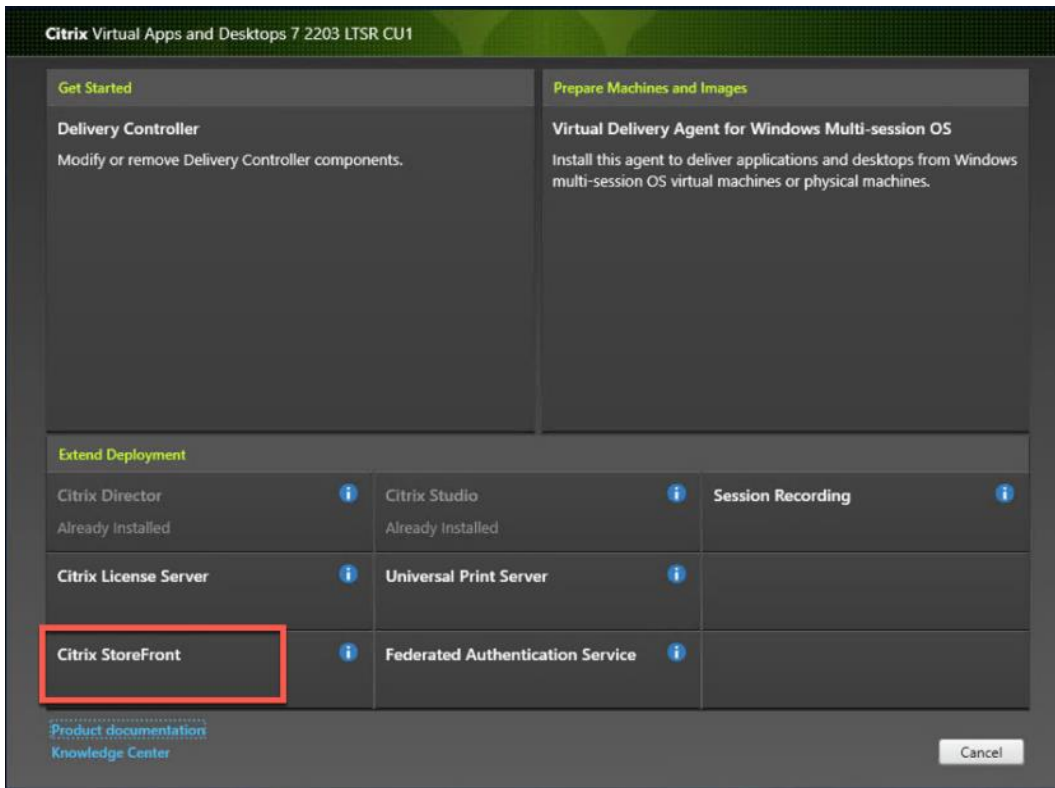 Citrix Virtual Apps and Desktops 7 2203 LTSR CU1
Get Started
Delivery Controller
Modify or remove Delivery Controller components.
Prepare Machines and Images
Virtual Delivery Agent for Windows Multi-session OS
Install this agent to deliver applications and desktops from Windows
multi-session OS virtual machines or physical machines.
Extend Deployment
Citrix Director
Already Installed
Citrix Studio
Already Installed
Session Recording
Citrix License Server
Universal Print Server
Citrix StoreFront
Federated Authentication Service
Product documentation
Knowledge Center
Cancel